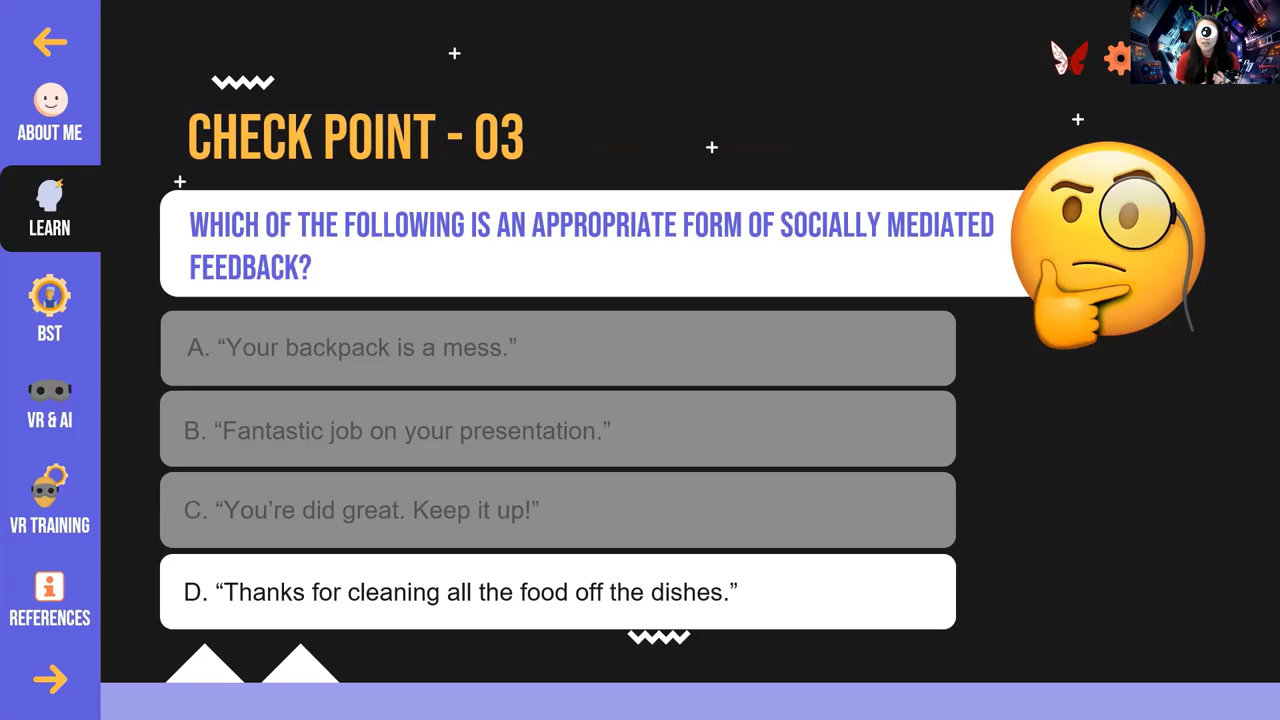 ABOUT ME
LEARN
BST
VR & AI
VR TRAINING
REFERENCES
CHECK POINT - 03
WHICH OF THE FOLLOWING IS AN APPROPRIATE FORM OF SOCIALLY MEDIATED
FEEDBACK?
A. “Your backpack is a mess.”
B. “Fantastic job on your presentation.”
C. “You’re did great. Keep it up!”
D. “Thanks for cleaning all the food off the dishes.”